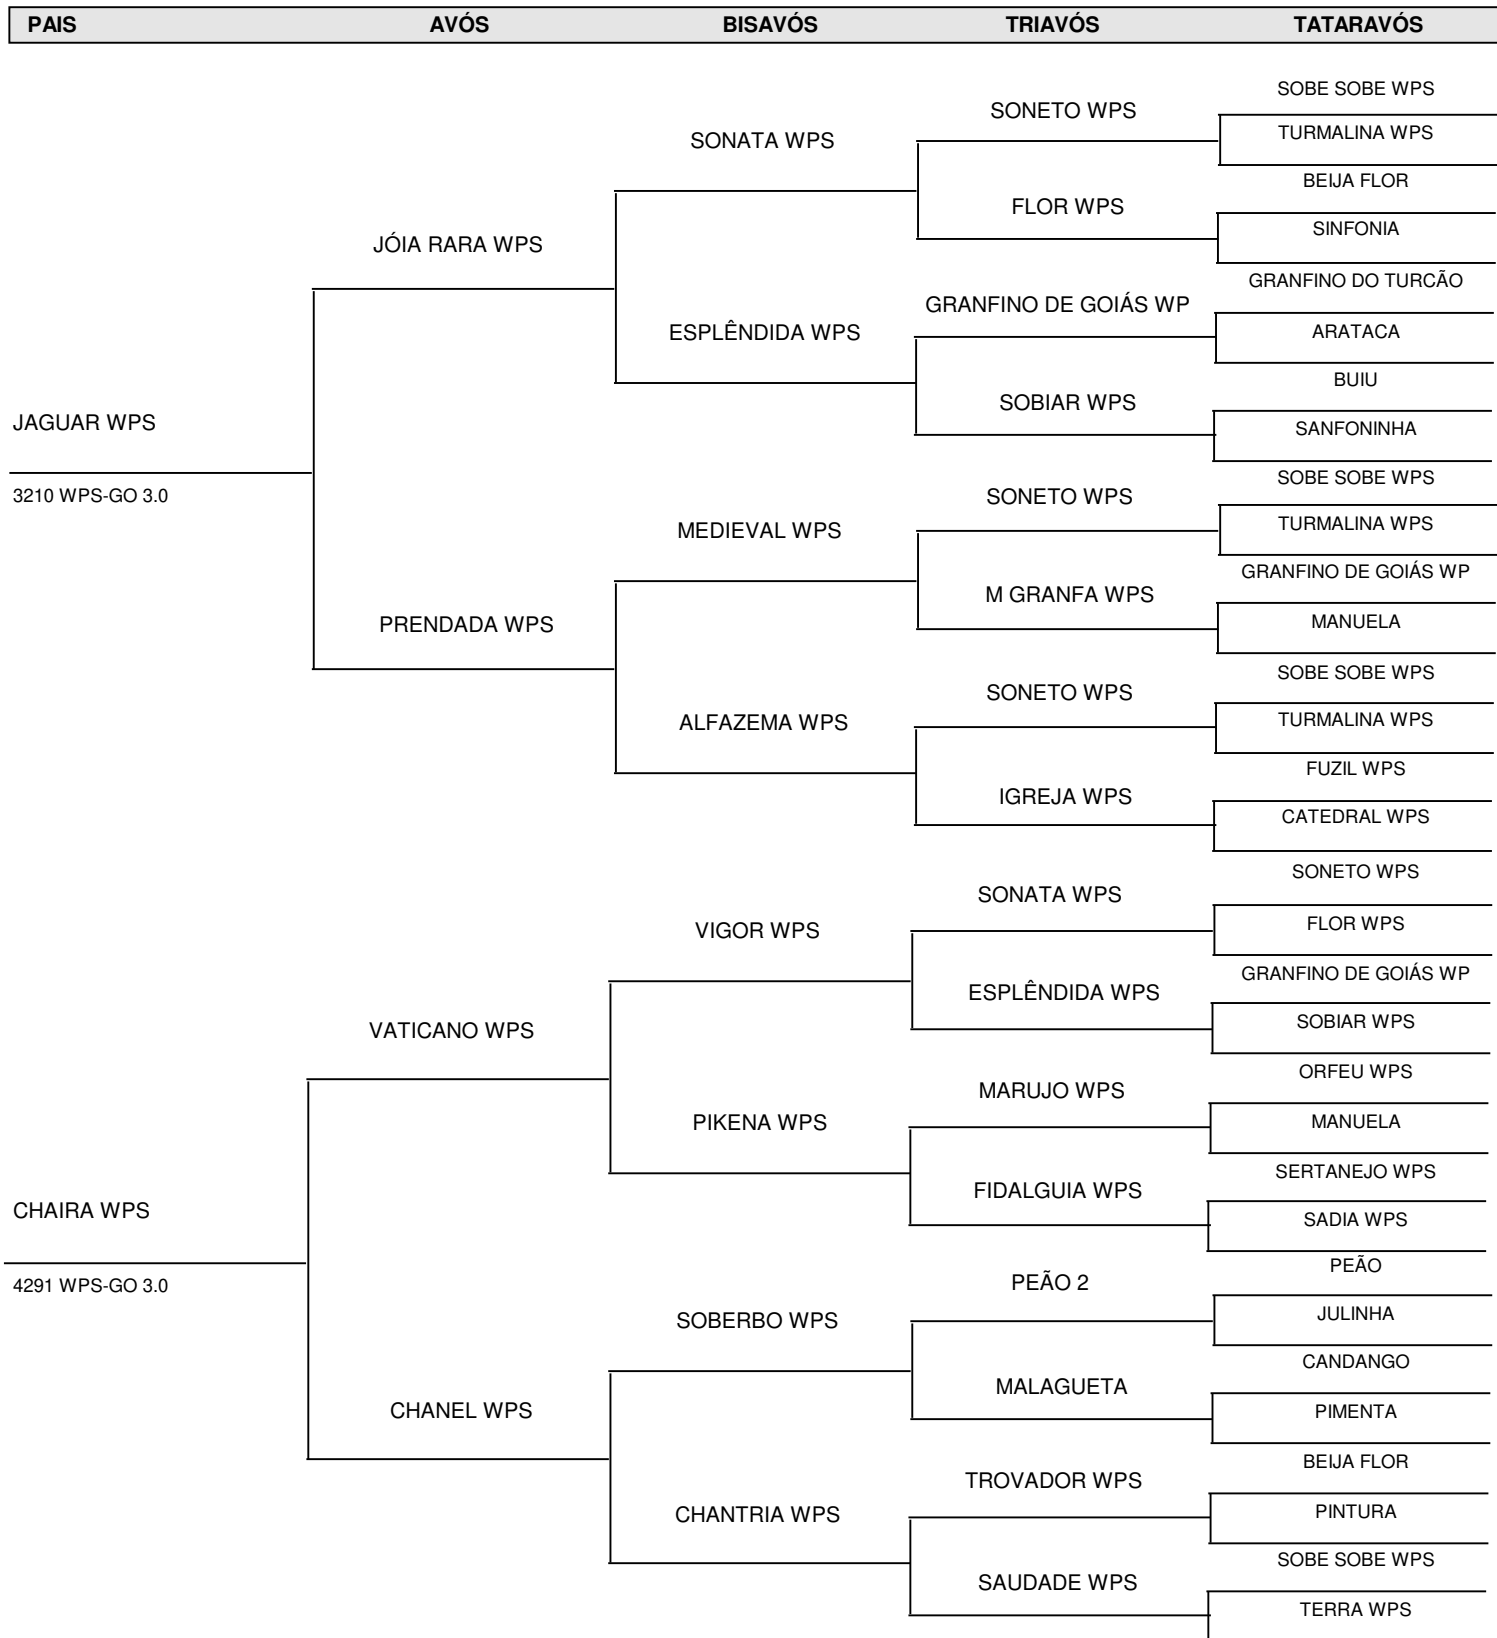 PAIS AVÓS BISAVÓS TRIAVÓS TATARAVÓS
SOBE SOBE WPS
SONETO WPS
TURMALINA WPS
SONATA WPS
BEIJA FLOR
FLOR WPS
SINFONIA
JÓIA RARA WPS
GRANFINO DO TURCÃO
GRANFINO DE GOIÁS WP
ARATACA
ESPLÊNDIDA WPS
BUIU
SOBIAR WPS
SANFONINHA
JAGUAR WPS
3210 WPS-GO 3.0
SOBE SOBE WPS
SONETO WPS
TURMALINA WPS
MEDIEVAL WPS
GRANFINO DE GOIÁS WP
M GRANFA WPS
MANUELA
PRENDADA WPS
SOBE SOBE WPS
SONETO WPS
TURMALINA WPS
ALFAZEMA WPS
FUZIL WPS
IGREJA WPS
CATEDRAL WPS
SONETO WPS
SONATA WPS
FLOR WPS
VIGOR WPS
GRANFINO DE GOIÁS WP
ESPLÊNDIDA WPS
SOBIAR WPS
VATICANO WPS
ORFEU WPS
MARUJO WPS
MANUELA
PIKENA WPS
SERTANEJO WPS
FIDALGUIA WPS
SADIA WPS
CHAIRA WPS
4291 WPS-GO 3.0
PEÃO
PEÃO 2
JULINHA
SOBERBO WPS
CANDANGO
MALAGUETA
PIMENTA
CHANEL WPS
BEIJA FLOR
TROVADOR WPS
PINTURA
CHANTRIA WPS
SOBE SOBE WPS
SAUDADE WPS
TERRA WPS